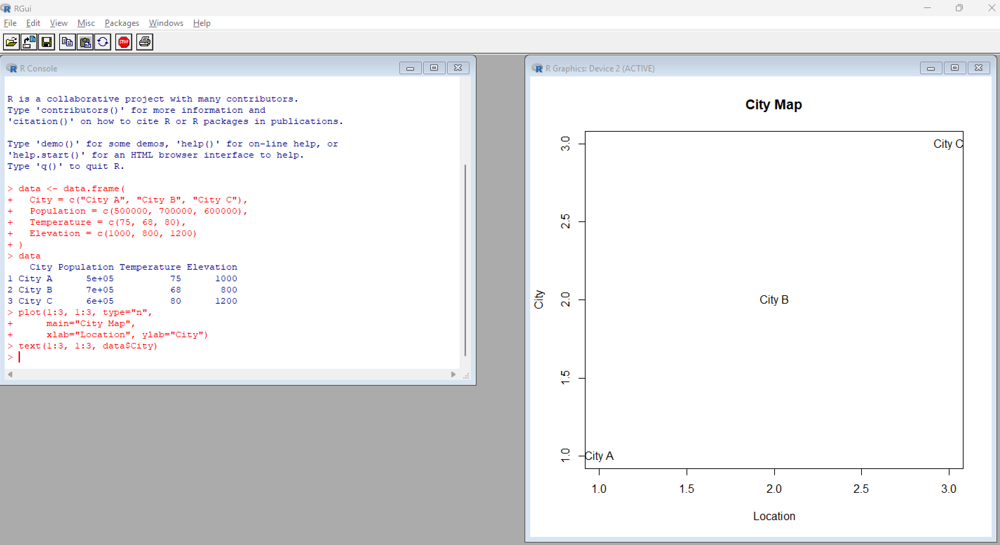 RGui
File Edit View Misc Packages Windows Help
STOP
R Console
R is a collaborative project with many contributors.
Type 'contributors()' for more information and
'citation()' on how to cite R or R packages in publications.
Type 'demo()' for some demos, 'help()' for on-line help, or
'help.start()' for an HTML browser interface to help.
Type 'q()' to quit R.
> data <- data.frame(
+   City = c("City A", "City B", "City C"),
+   Population = c(500000, 700000, 600000),
+   Temperature = c(75, 68, 80),
+   Elevation = c(1000, 800, 1200)
+ )
> data
    City Population Temperature Elevation
1 City A      5e+05          75      1000
2 City B      7e+05          68       800
3 City C      6e+05          80      1200
> plot(1:3, 1:3, type="n",
+      main="City Map",
+      xlab="Location", ylab="City")
> text(1:3, 1:3, data$City)
>
R Graphics: Device 2 (ACTIVE)
City Map
3.0
City C
2.5
City
2.0
City B
1.5
1.0
City A
1.0 1.5 2.0 2.5 3.0
Location